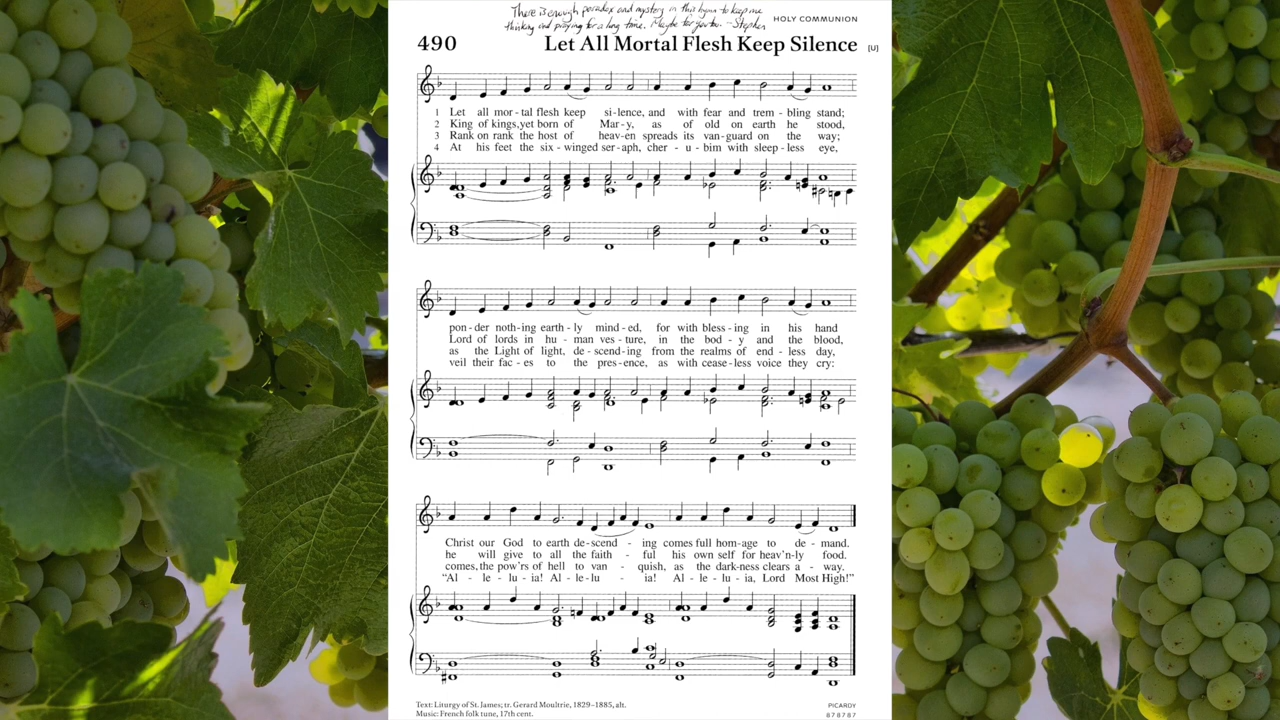 There is enough paradox and mystery in this hymn to keep me
thinking and praying for a long time. Maybe for you too. --Stephen
HOLY COMMUNION
490 Let All Mortal Flesh Keep Silence [U]
1 Let all mor - tal flesh keep si - lence, and with fear and trem - bling stand;
2 King of kings, yet born of Mar - y, as of old on earth he stood,
3 Rank on rank the host of heav - en spreads its van - guard on the way;
4 At his feet the six - winged ser - aph, cher - u - bim with sleep - less eye,
pon - der noth - ing earth - ly mind - ed, for with bless - ing in his hand
Lord of lords in hu - man ves - ture, in the bod - y and the blood,
as the Light of light, de - scend - ing from the realms of end - less day,
veil their fac - es to the pres - ence, as with cease - less voice they cry:
Christ our God to earth de - scend - ing comes full hom - age to de - mand.
he will give to all the faith - ful his own self for heav'n - ly food.
comes, the pow'rs of hell to van - quish, as the dark - ness clears a - way.
"Al - le - lu - ia! Al - le - lu - ia! Al - le - lu - ia, Lord Most High!"
Text: Liturgy of St. James; tr. Gerard Moultrie, 1829–1885, alt.
Music: French folk tune, 17th cent.
PICARDY
8 7 8 7 8 7